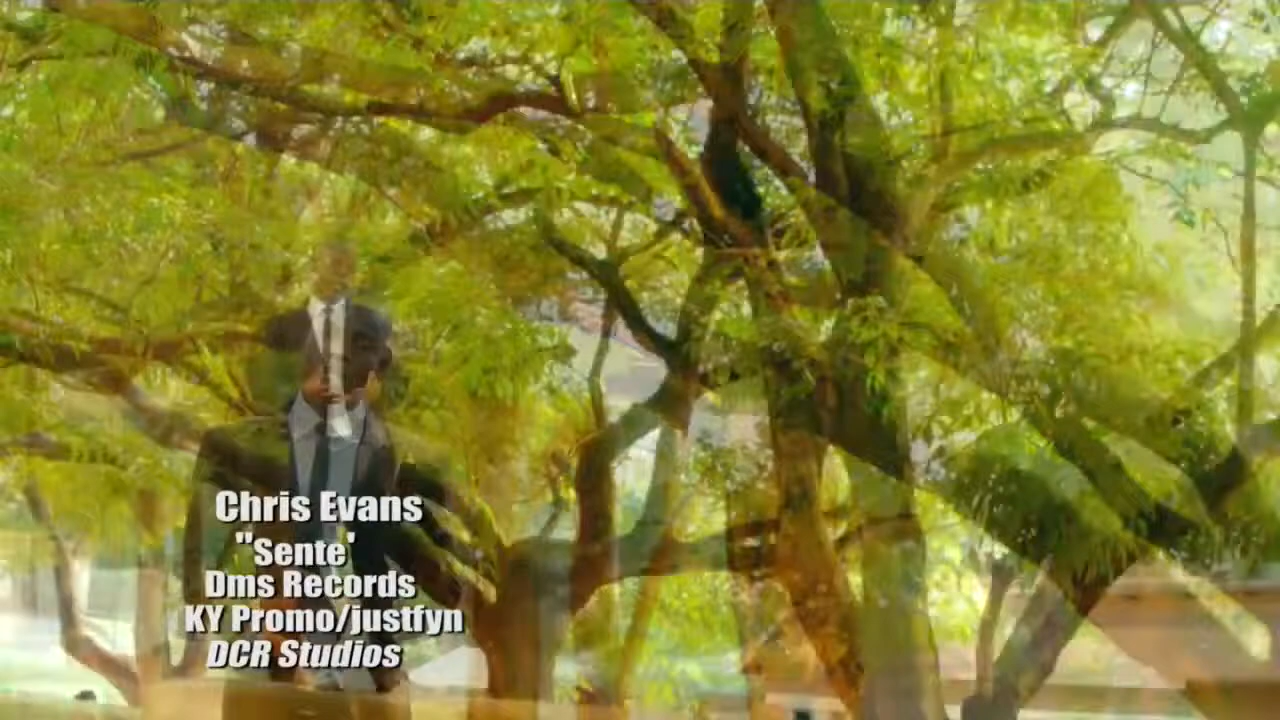 Chris Evans
"Sente'
Dms Records
KY Promo/justfyn
DCR Studios